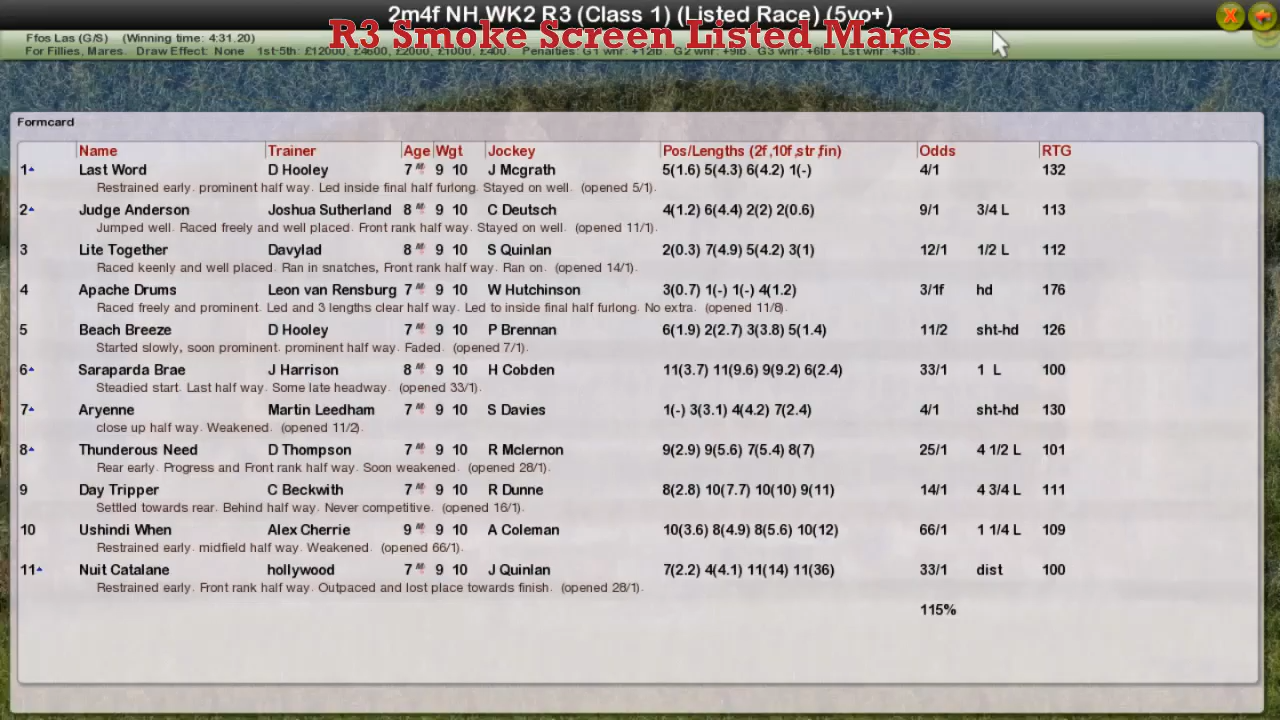 2m4f NH WK2 R3 (Class 1) (Listed Race) (5yo+)
R3 Smoke Screen Listed Mares
Ffos Las (G/S) (Winning time: 4:31.20)
For Fillies, Mares. Draw Effect: None 1st-5th: £12000, £4600, £2000, £1000, £400. Penalties: G1 wnr: +12lb G2 wnr: +9lb. G3 wnr: +6lb. Lst wnr: +3lb.
Formcard
Name Trainer Age Wgt Jockey Pos/Lengths (2f,10f,str,fin) Odds RTG
1 Last Word D Hooley 7 9 10 J Mcgrath 5(1.6) 5(4.3) 6(4.2) 1(-) 4/1 132
Restrained early. prominent half way. Led inside final half furlong. Stayed on well. (opened 5/1).
2 Judge Anderson Joshua Sutherland 8 9 10 C Deutsch 4(1.2) 6(4.4) 2(2) 2(0.6) 9/1 3/4 L 113
Jumped well. Raced freely and well placed. Front rank half way. Stayed on well. (opened 11/1).
3 Lite Together Davylad 8 9 10 S Quinlan 2(0.3) 7(4.9) 5(4.2) 3(1) 12/1 1/2 L 112
Raced keenly and well placed. Ran in snatches, Front rank half way. Ran on. (opened 14/1).
4 Apache Drums Leon van Rensburg 7 9 10 W Hutchinson 3(0.7) 1(-) 1(-) 4(1.2) 3/1f hd 176
Raced freely and prominent. Led and 3 lengths clear half way. Led to inside final half furlong. No extra. (opened 11/8).
5 Beach Breeze D Hooley 7 9 10 P Brennan 6(1.9) 2(2.7) 3(3.8) 5(1.4) 11/2 sht-hd 126
Started slowly, soon prominent. prominent half way. Faded. (opened 7/1).
6 Saraparda Brae J Harrison 8 9 10 H Cobden 11(3.7) 11(9.6) 9(9.2) 6(2.4) 33/1 1 L 100
Steadied start. Last half way. Some late headway. (opened 33/1).
7 Aryenne Martin Leedham 7 9 10 S Davies 1(-) 3(3.1) 4(4.2) 7(2.4) 4/1 sht-hd 130
close up half way. Weakened. (opened 11/2).
8 Thunderous Need D Thompson 7 9 10 R Mclernon 9(2.9) 9(5.6) 7(5.4) 8(7) 25/1 4 1/2 L 101
Rear early. Progress and Front rank half way. Soon weakened. (opened 28/1).
9 Day Tripper C Beckwith 7 9 10 R Dunne 8(2.8) 10(7.7) 10(10) 9(11) 14/1 4 3/4 L 111
Settled towards rear. Behind half way. Never competitive. (opened 16/1).
10 Ushindi When Alex Cherrie 9 9 10 A Coleman 10(3.6) 8(4.9) 8(5.6) 10(12) 66/1 1 1/4 L 109
Restrained early. midfield half way. Weakened. (opened 66/1).
11 Nuit Catalane hollywood 7 9 10 J Quinlan 7(2.2) 4(4.1) 11(14) 11(36) 33/1 dist 100
Restrained early. Front rank half way. Outpaced and lost place towards finish. (opened 28/1).
115%